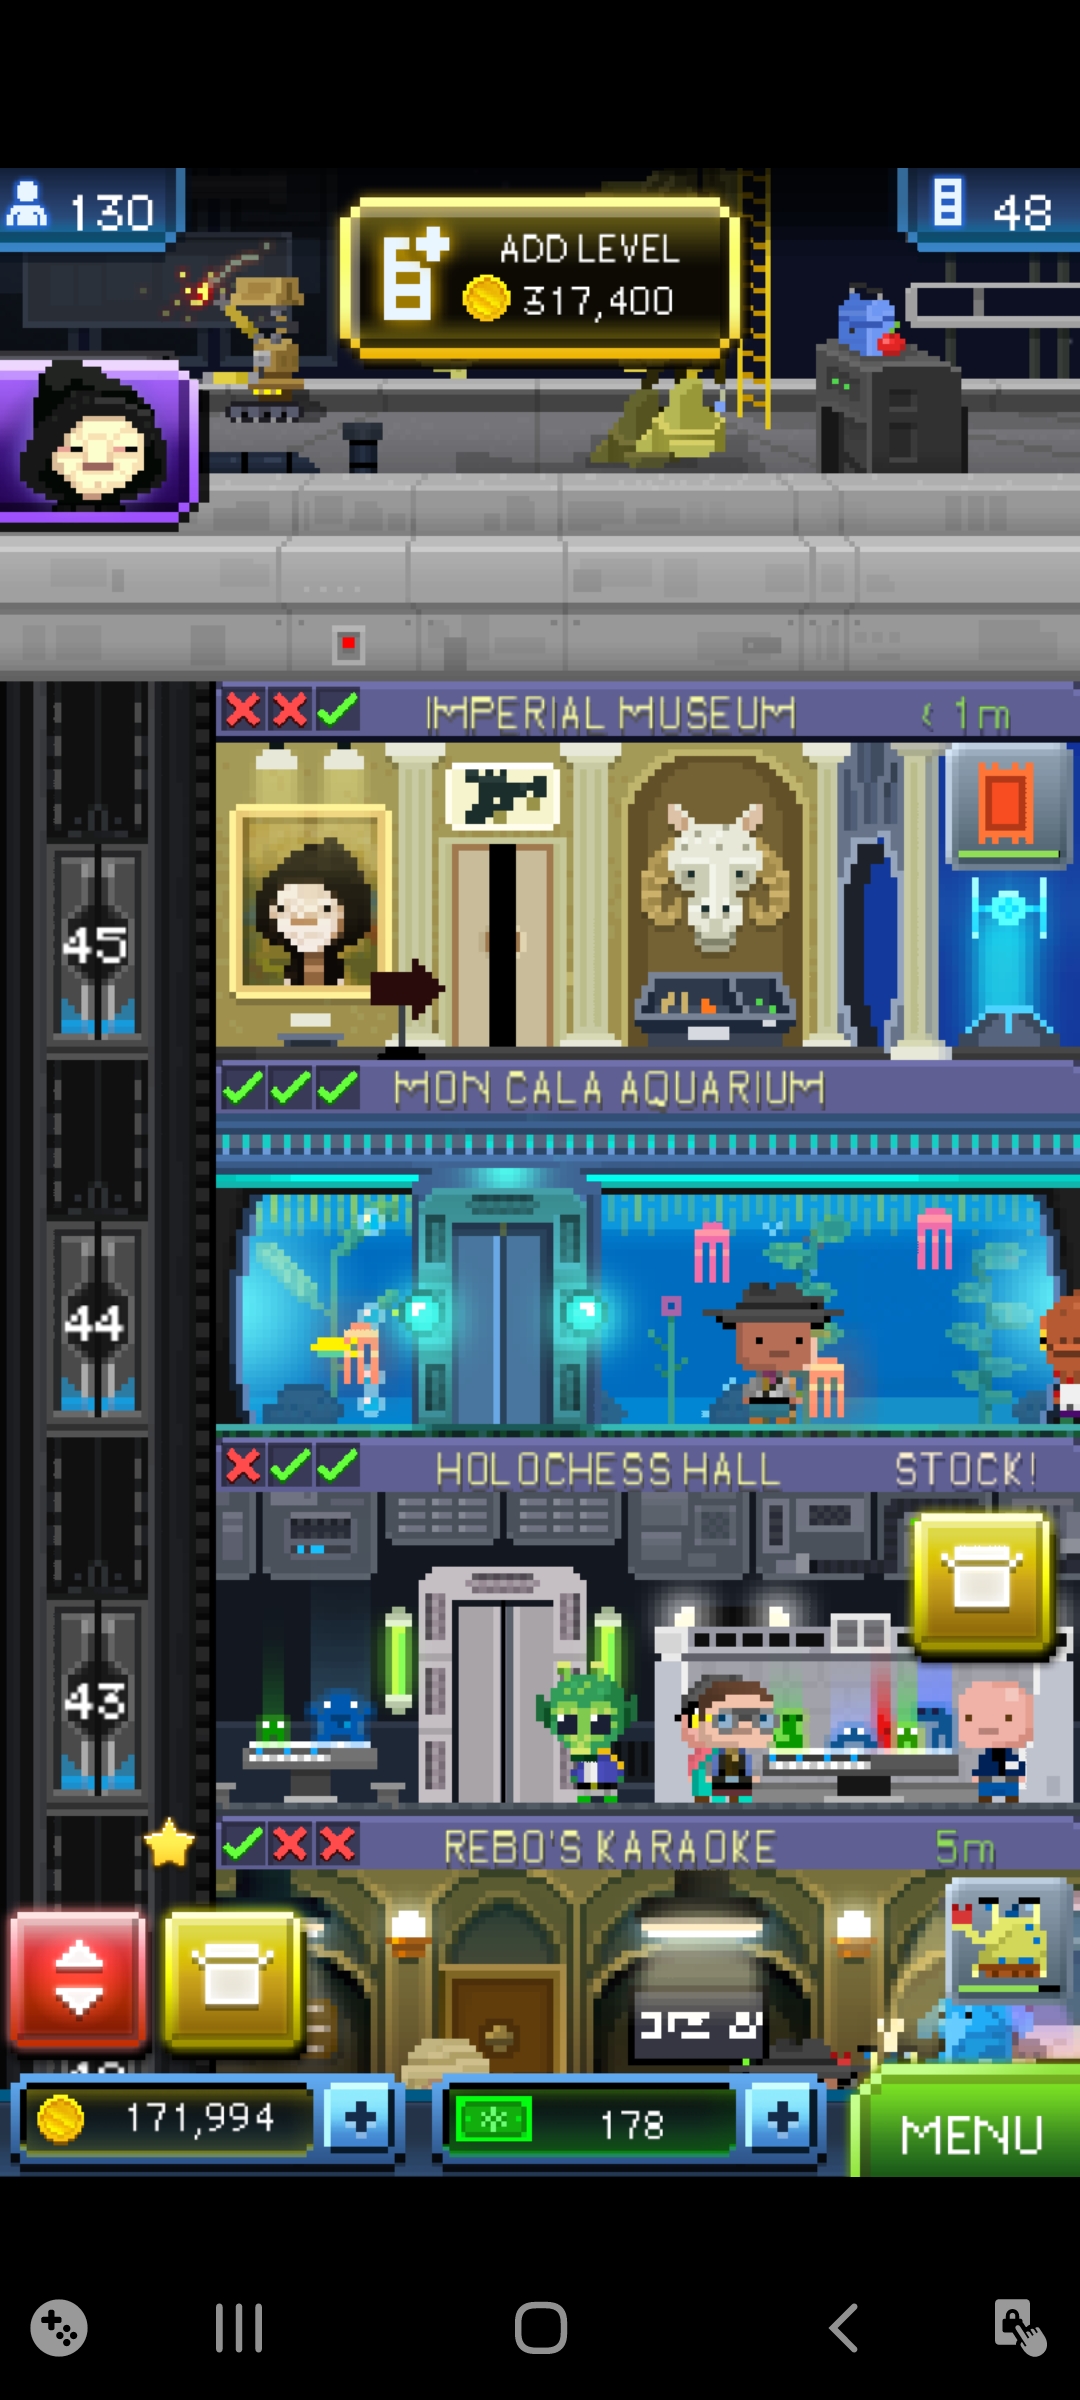 130
ADD LEVEL
317,400
48
IMPERIAL MUSEUM
< 1m
45
MON CALA AQUARIUM
44
HOLOCHESS HALL
STOCK!
43
REBO'S KARAOKE
5m
171,994
178
MENU